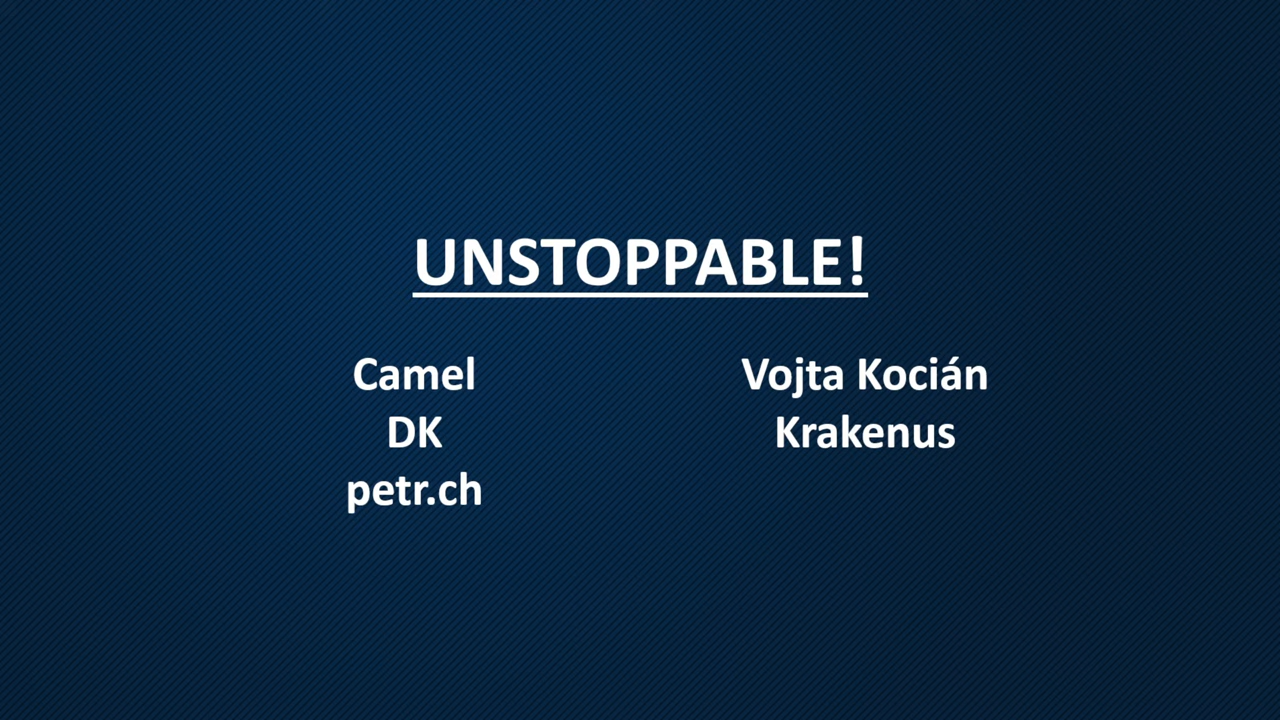 UNSTOPPABLE!
Camel
DK
petr.ch
Vojta Kocián
Krakenus